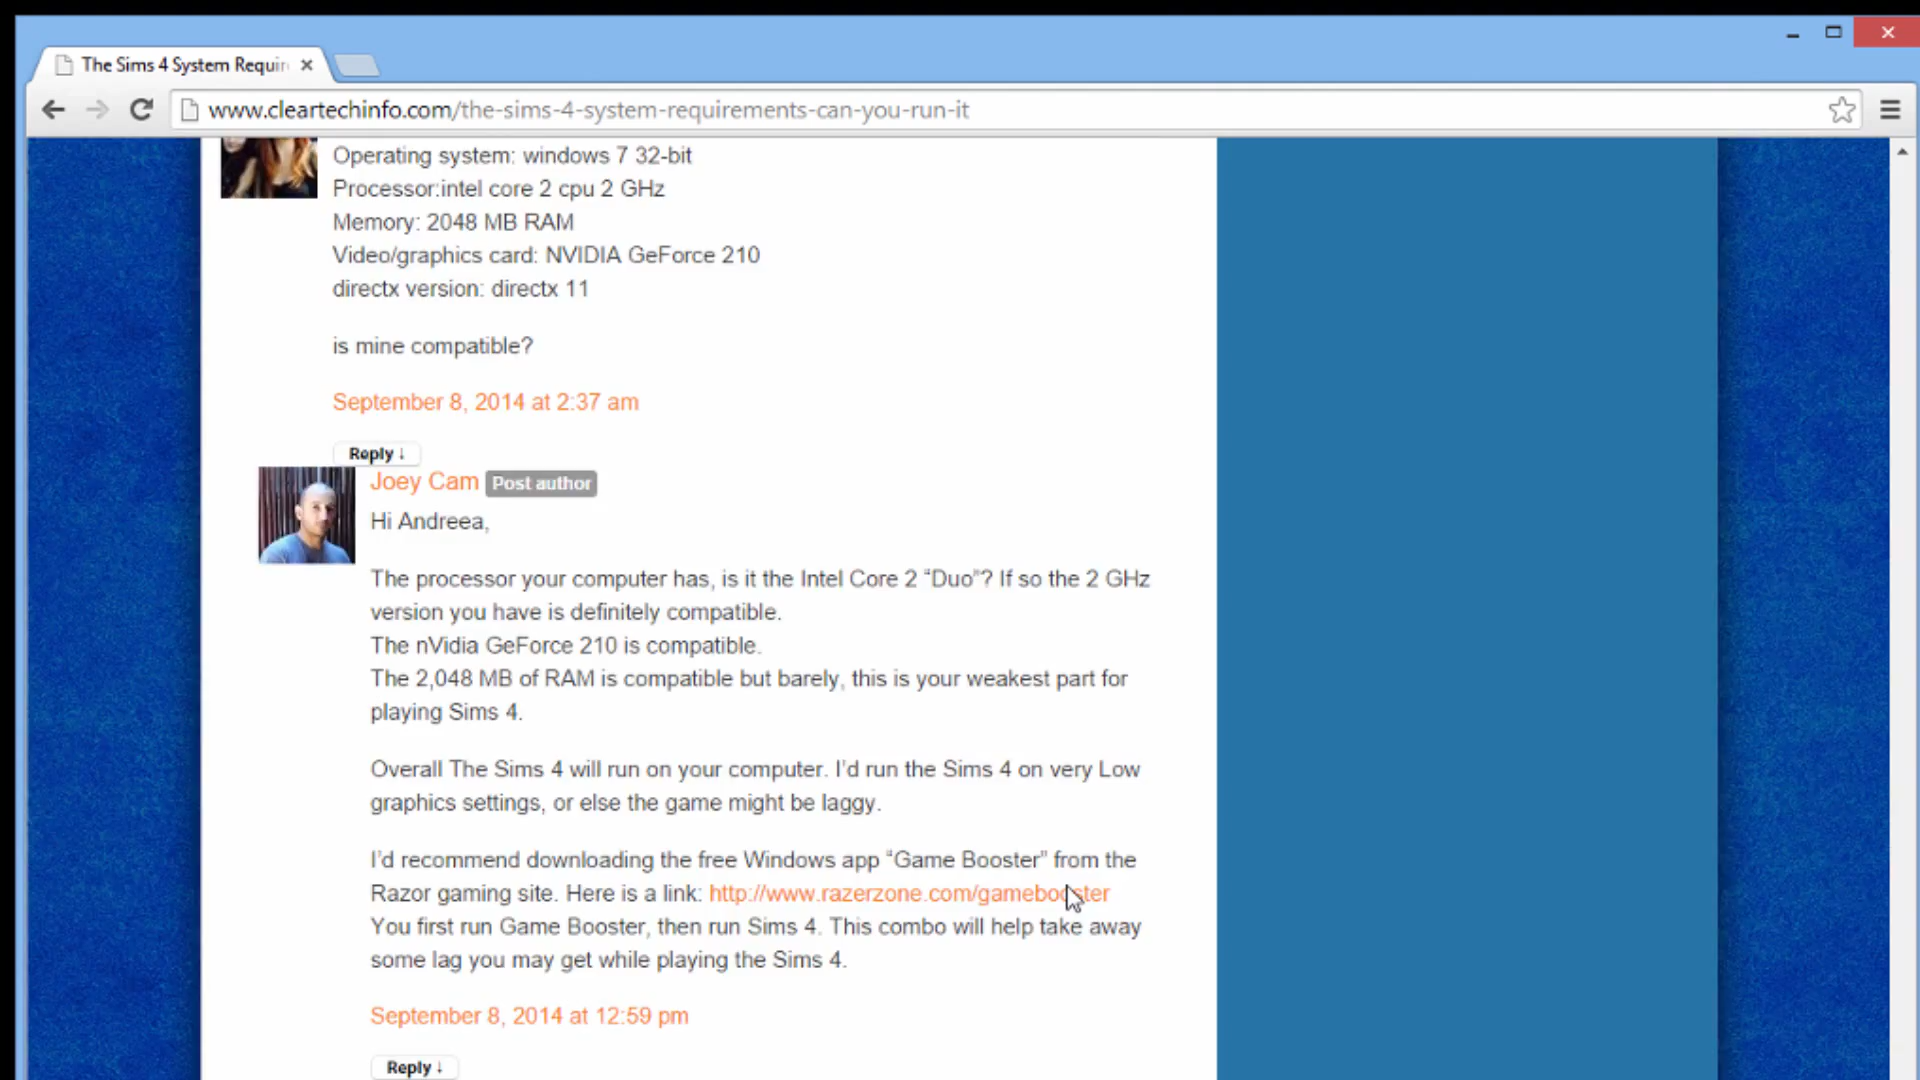 The Sims 4 System Requir
www.cleartechinfo.com/the-sims-4-system-requirements-can-you-run-it
Operating system: windows 7 32-bit
Processor:intel core 2 cpu 2 GHz
Memory: 2048 MB RAM
Video/graphics card: NVIDIA GeForce 210
directx version: directx 11
is mine compatible?
September 8, 2014 at 2:37 am
Reply ↓
Joey Cam Post author
Hi Andreea,
The processor your computer has, is it the Intel Core 2 “Duo”? If so the 2 GHz
version you have is definitely compatible.
The nVidia GeForce 210 is compatible.
The 2,048 MB of RAM is compatible but barely, this is your weakest part for
playing Sims 4.
Overall The Sims 4 will run on your computer. I’d run the Sims 4 on very Low
graphics settings, or else the game might be laggy.
I’d recommend downloading the free Windows app “Game Booster” from the
Razor gaming site. Here is a link: http://www.razerzone.com/gamebooster
You first run Game Booster, then run Sims 4. This combo will help take away
some lag you may get while playing the Sims 4.
September 8, 2014 at 12:59 pm
Reply ↓